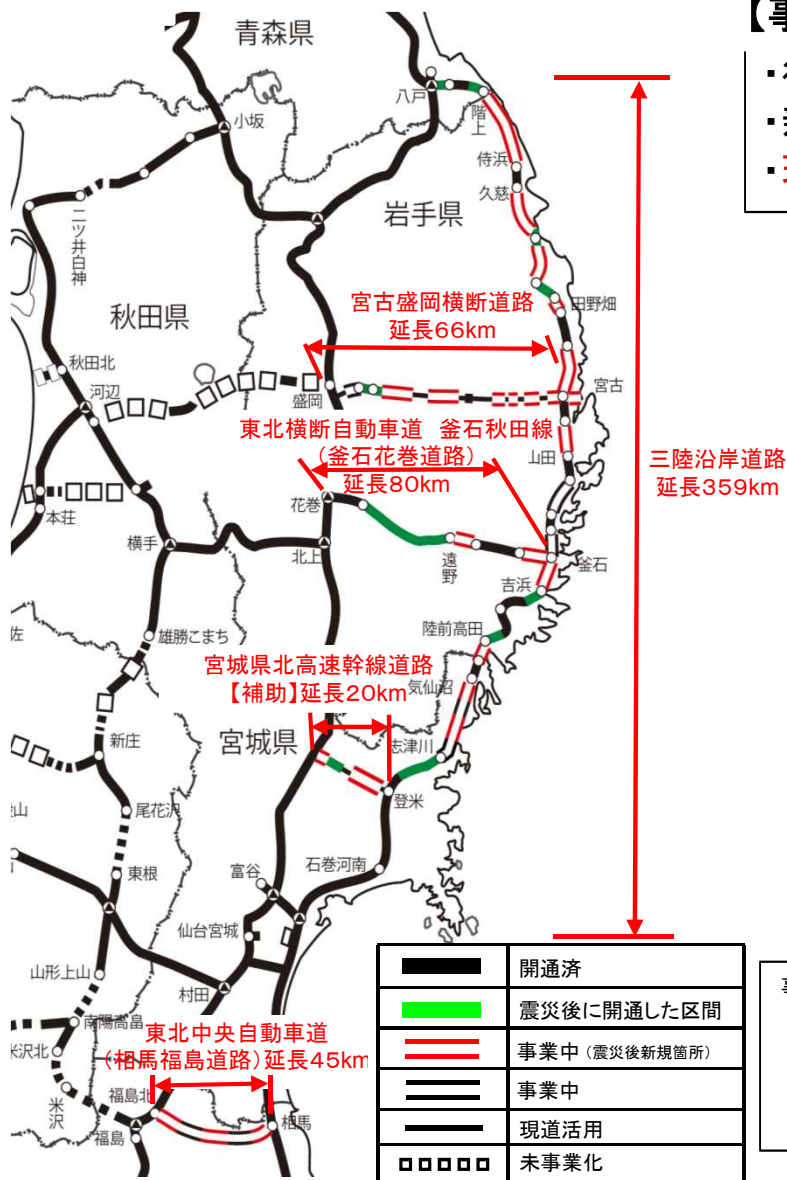 青森県
八戸
階上
小坂
侍浜
久慈
二ツ井白神
岩手県
秋田県
宮古盛岡横断道路
延長66km
田野畑
秋田北
河辺
盛岡
宮古
東北横断自動車道 釜石秋田線
(釜石花巻道路)
延長80km
山田
三陸沿岸道路
延長359km
本荘
花巻
横手
北上
遠野
釜石
吉浜
陸前高田
雄勝こまち
宮城県北高速幹線道路
【補助】延長20km
気仙沼
新庄
宮城県
志津川
登米
尾花沢
東根
富谷
石巻河南
仙台宮城
山形上山
村田
南陽高畠
米沢北
米沢
東北中央自動車道
(相馬福島道路)延長45km
福島北
相馬
福島
開通済
震災後に開通した区間
事業中(震災後新規箇所)
事業中
現道活用
未事業化